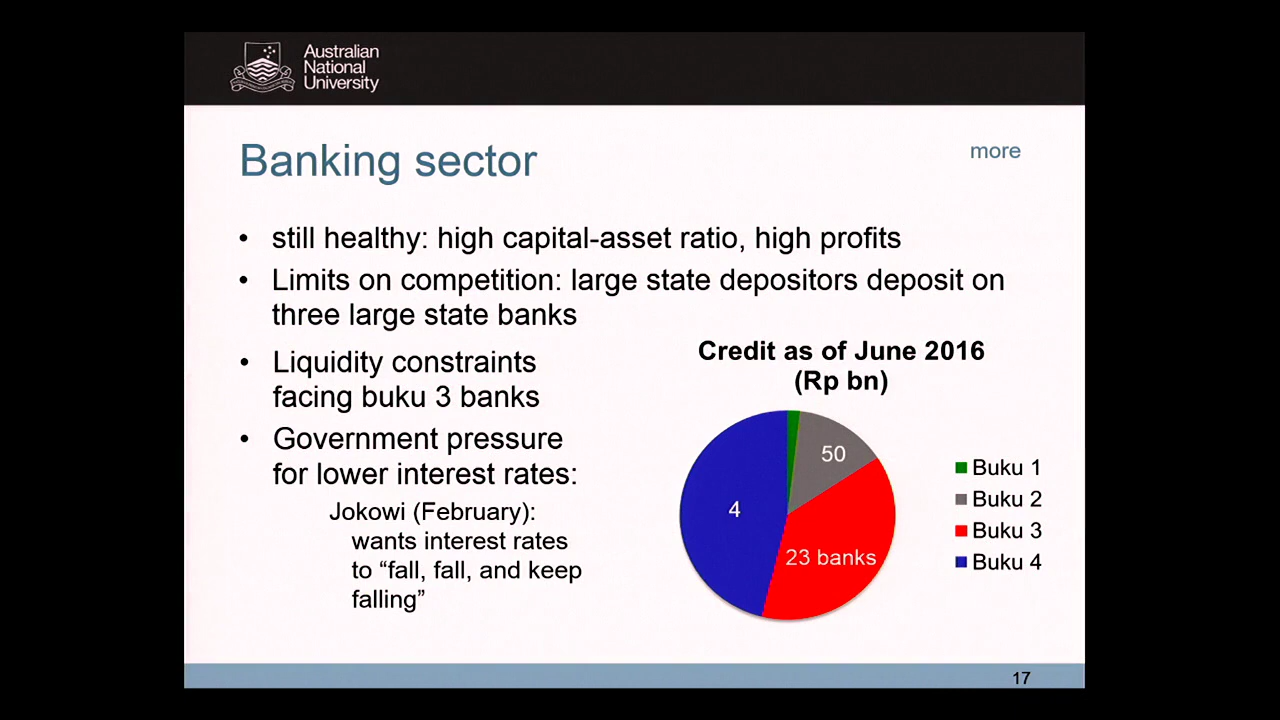 Australian
National
University
Banking sector
more
• still healthy: high capital-asset ratio, high profits
• Limits on competition: large state depositors deposit on
three large state banks
• Liquidity constraints
facing buku 3 banks
• Government pressure
for lower interest rates:
Jokowi (February):
wants interest rates
to “fall, fall, and keep
falling”
Credit as of June 2016
(Rp bn)
50
4
23 banks
Buku 1
Buku 2
Buku 3
Buku 4
17